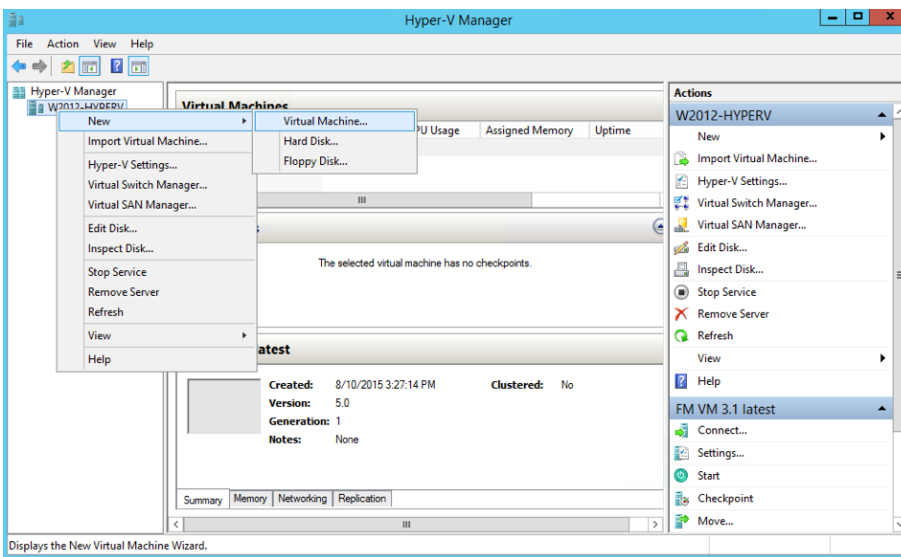 Hyper-V Manager
File Action View Help
Hyper-V Manager
W2012-HYPERV
New
Import Virtual Machine...
Hyper-V Settings...
Virtual Switch Manager...
Virtual SAN Manager...
Edit Disk...
Inspect Disk...
Stop Service
Remove Server
Refresh
View
Help
Virtual Machine...
Hard Disk...
Floppy Disk...
Virtual Machines
PU Usage Assigned Memory Uptime
The selected virtual machine has no checkpoints.
atest
Created: 8/10/2015 3:27:14 PM Clustered: No
Version: 5.0
Generation: 1
Notes: None
Summary Memory Networking Replication
Actions
W2012-HYPERV
New
Import Virtual Machine...
Hyper-V Settings...
Virtual Switch Manager...
Virtual SAN Manager...
Edit Disk...
Inspect Disk...
Stop Service
Remove Server
Refresh
View
Help
FM VM 3.1 latest
Connect...
Settings...
Start
Checkpoint
Move...
Displays the New Virtual Machine Wizard.